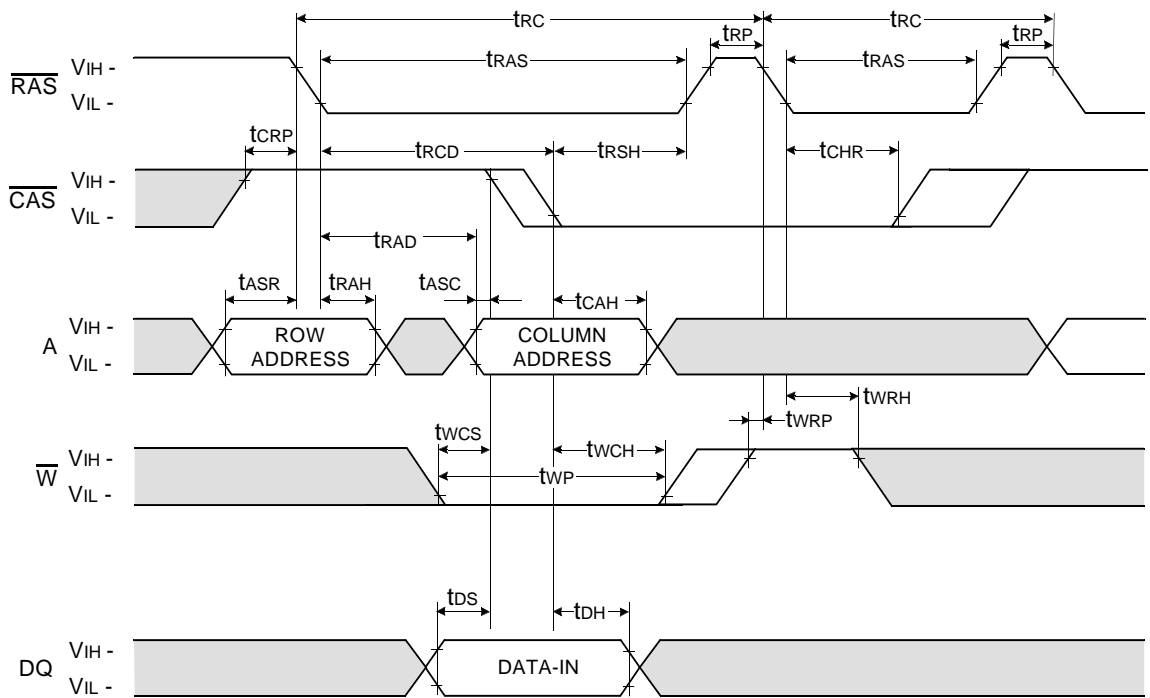 tRC tRC
tRP tRP
tRAS tRAS
RAS
VIH -
VIL -
tCRP tRCD tRSH tCHR
CAS
VIH -
VIL -
tRAD
tASR tRAH tASC tCAH
A
VIH -
VIL -
ROW
ADDRESS
COLUMN
ADDRESS
tWRH
tWRP
tWCS tWCH
W
VIH -
VIL -
tWP
tDS tDH
DQ
VIH -
VIL -
DATA-IN